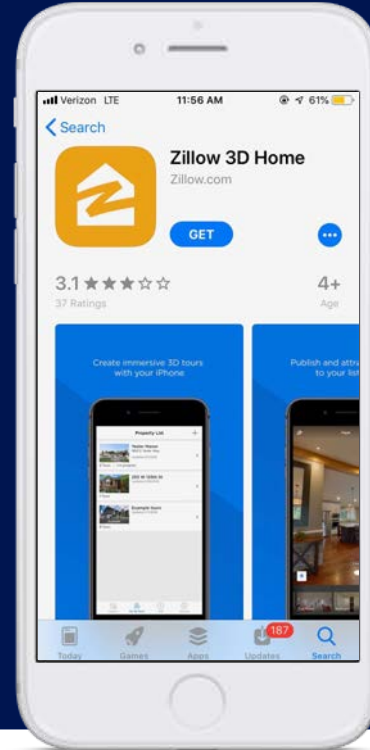 Verizon LTE 11:56 AM 61%
Search
Zillow 3D Home
Zillow.com
GET
3.1 4+
37 Ratings Age
Create immersive 3D tours
with your iPhone
Publish and attra
to your list
Property List
Example Home
Today Games Apps Updates Search
187